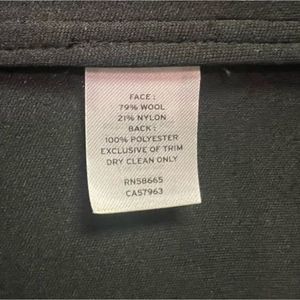 FACE:
79% WOOL
21% NYLON
BACK:
100% POLYESTER
EXCLUSIVE OF TRIM
DRY CLEAN ONLY
RN58665
CA57963